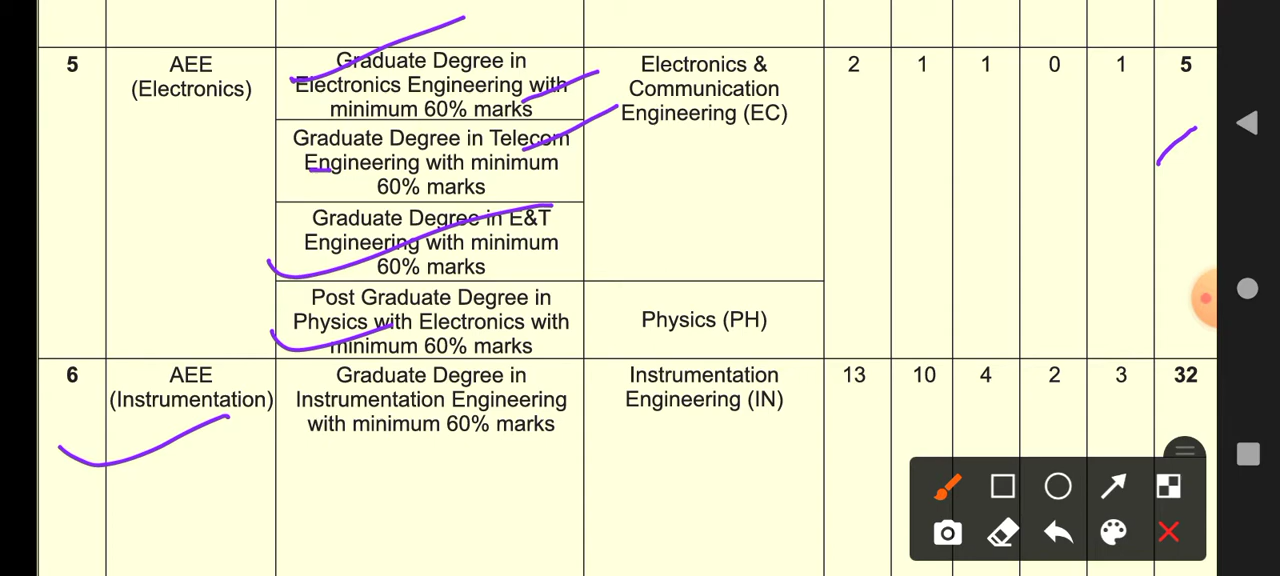 5
AEE
(Electronics)
Graduate Degree in
Electronics Engineering with
minimum 60% marks
Graduate Degree in Telecom
Engineering with minimum
60% marks
Graduate Degree in E&T
Engineering with minimum
60% marks
Post Graduate Degree in
Physics with Electronics with
minimum 60% marks
Electronics &
Communication
Engineering (EC)
Physics (PH)
2 1 1 0 1 5
6
AEE
(Instrumentation)
Graduate Degree in
Instrumentation Engineering
with minimum 60% marks
Instrumentation
Engineering (IN)
13 10 4 2 3 32